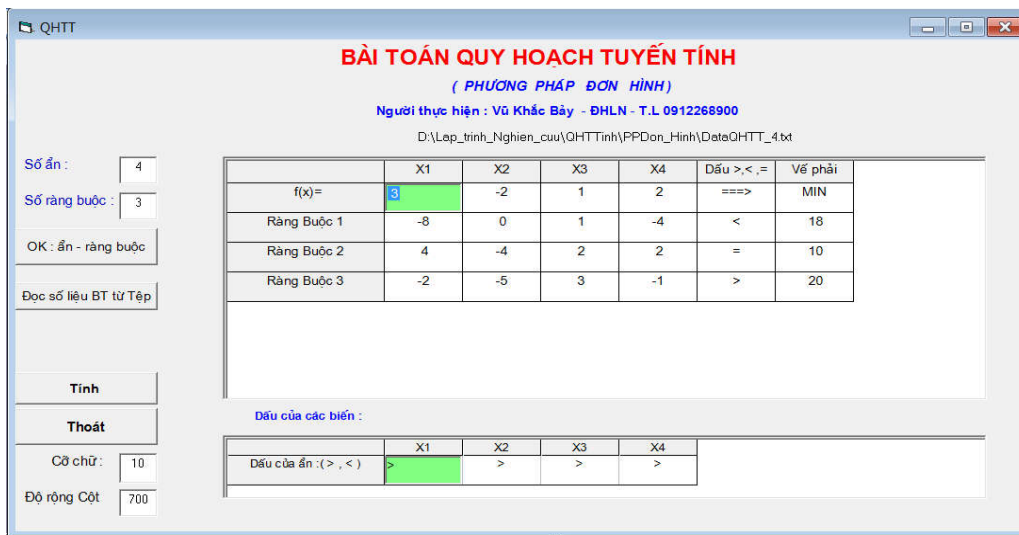 QHTT
BÀI TOÁN QUY HOẠCH TUYẾN TÍNH
( PHƯƠNG PHÁP ĐƠN HÌNH )
Người thực hiện : Vũ Khắc Bảy - ĐHLN - T.L 0912268900
D:\Lap_trinh_Nghien_cuu\QHTTinh\PPDon_Hinh\DataQHTT_4.txt
Số ẩn : 4
Số ràng buộc : 3
OK : ẩn - ràng buộc
Đọc số liệu BT từ Tệp
Tính
Thoát
Cỡ chữ : 10
Độ rộng Cột 700
X1 X2 X3 X4 Dấu >,< ,= Vế phải
f(x)= 3 -2 1 2 ===> MIN
Ràng Buộc 1 -8 0 1 -4 < 18
Ràng Buộc 2 4 -4 2 2 = 10
Ràng Buộc 3 -2 -5 3 -1 > 20
Dấu của các biến :
X1 X2 X3 X4
Dấu của ẩn :( > , < ) > > > >